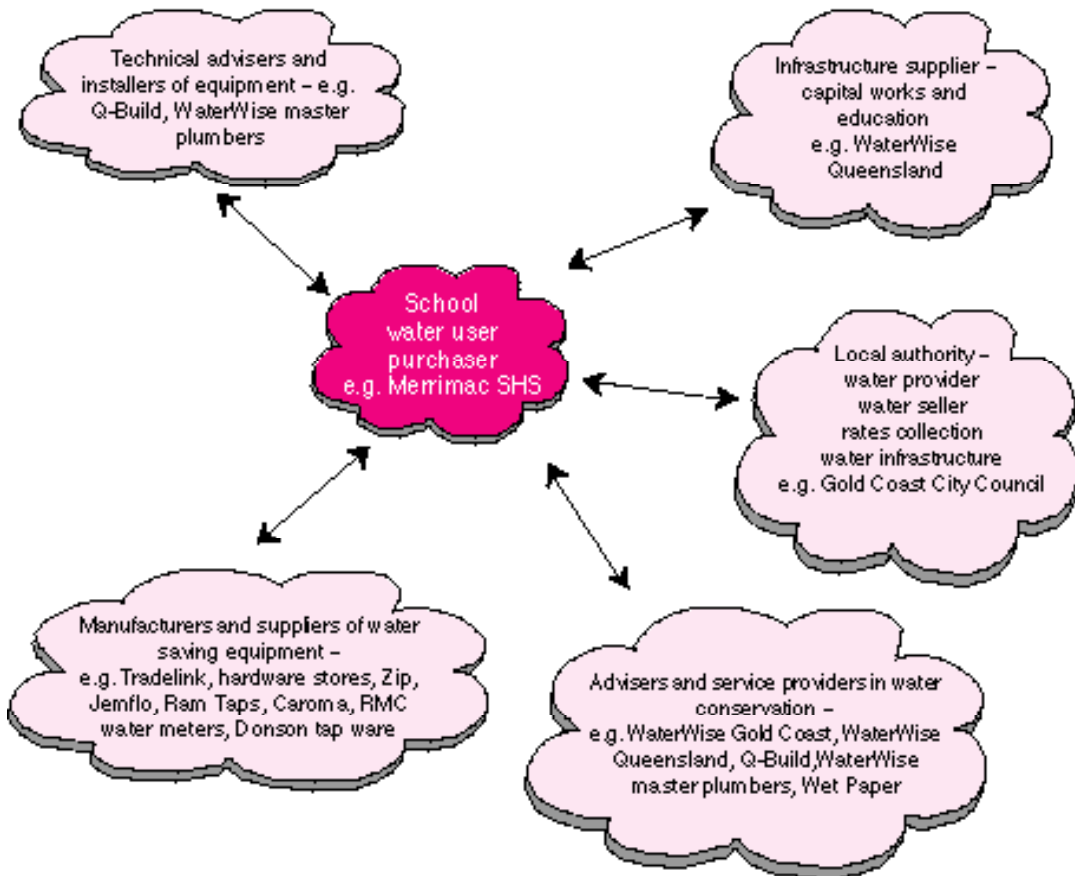 Technical advisers and
installers of equipment – e.g.
Q-Build, WaterWise master
plumbers
Infrastructure supplier –
capital works and
education
e.g. WaterWise
Queensland
School
water user
purchaser
e.g. Merrimac SHS
Local authority –
water provider
water seller
rates collection
water infrastructure
e.g. Gold Coast City Council
Manufacturers and suppliers of water
saving equipment –
e.g. Tradelink, hardware stores, Zip,
Jemflo, Ram Taps, Caroma, RMC
water meters, Donson tap ware
Advisers and service providers in water
conservation –
e.g. WaterWise Gold Coast, WaterWise
Queensland, Q-Build,WaterWise
master plumbers, Wet Paper